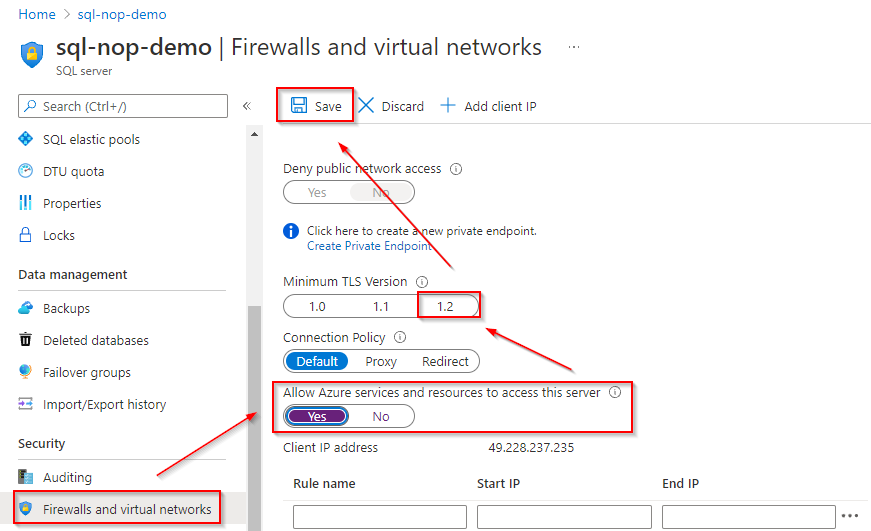 Home > sql-nop-demo
sql-nop-demo | Firewalls and virtual networks ...
SQL server
Search (Ctrl+/)
«
Save
Discard
Add client IP
SQL elastic pools
DTU quota
Properties
Locks
Data management
Backups
Deleted databases
Failover groups
Import/Export history
Security
Auditing
Firewalls and virtual networks
Deny public network access
Yes No
Click here to create a new private endpoint.
Create Private Endpoint
Minimum TLS Version
1.0 1.1 1.2
Connection Policy
Default Proxy Redirect
Allow Azure services and resources to access this server
Yes No
Client IP address 49.228.237.235
Rule name Start IP End IP
...